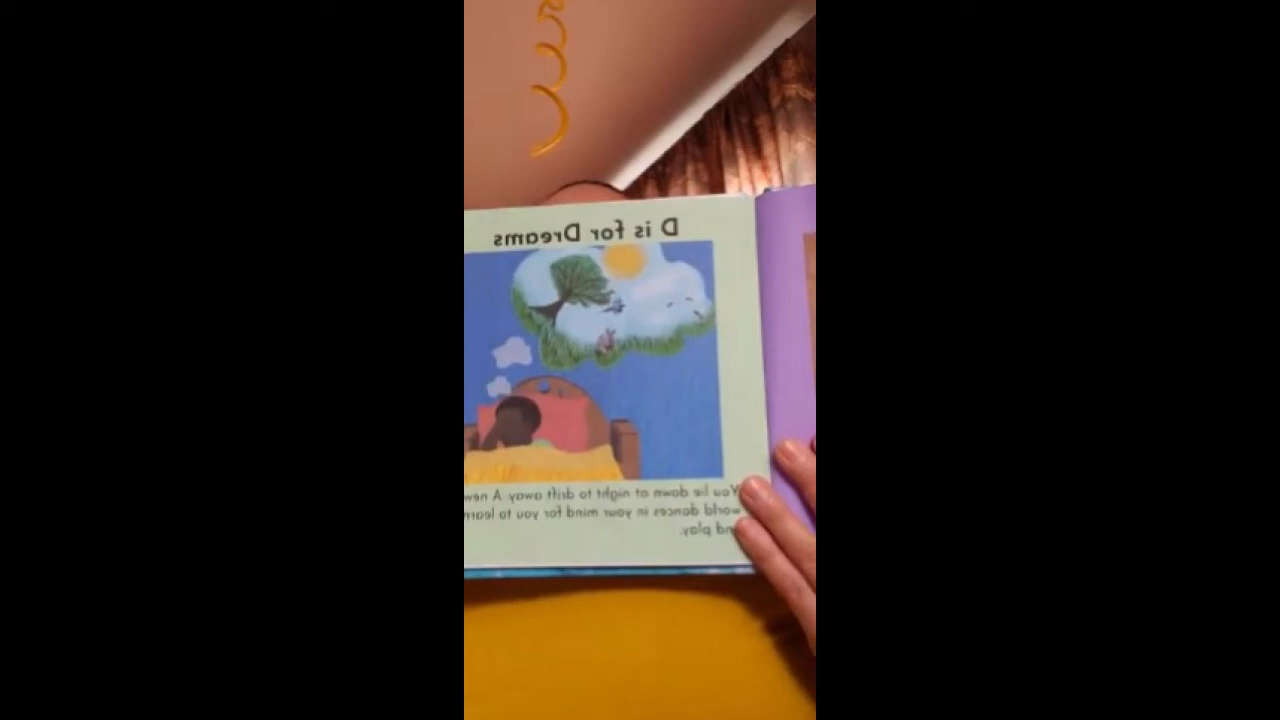 D is for Dreams
You lie down at night to drift away. A new
world dances in your mind for you to learn
and play.